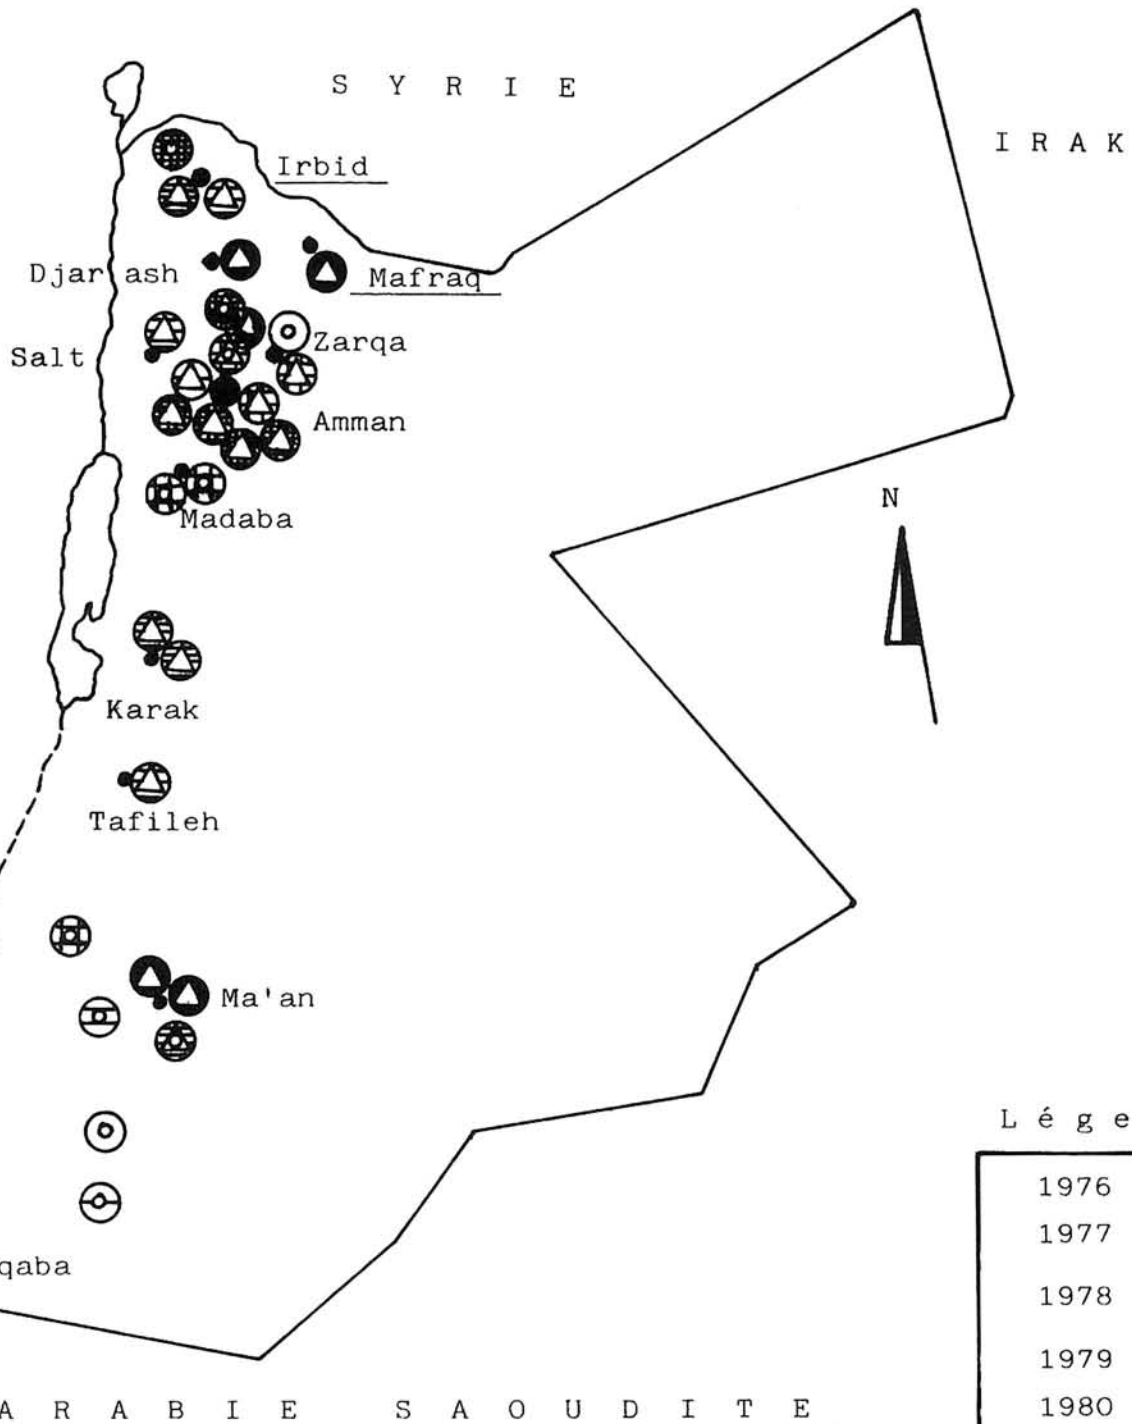 S Y R I E
I R A K
Irbid
Djarash
Mafraq
Zarqa
Salt
Amman
N
Madaba
Karak
Tafileh
Ma'an
L é g e
1976
1977
qaba
1978
1979
1980
A R A B I E S A O U D I T E